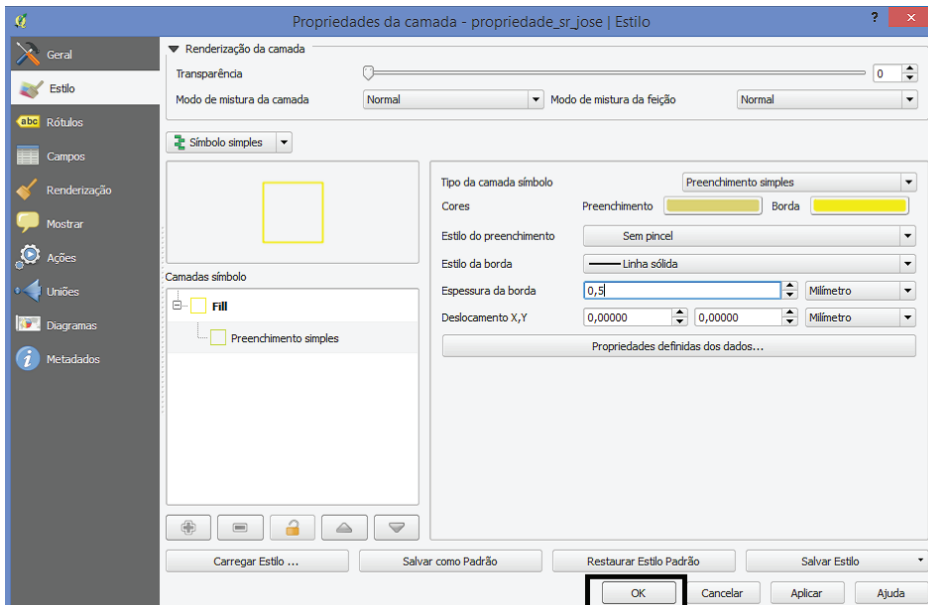 Propriedades da camada - propriedade_sr_jose | Estilo
?
x
Geral
Estilo
abc Rótulos
Campos
Renderização
Mostrar
Ações
Uniões
Diagramas
i Metadados
Renderização da camada
Transparência
0
Modo de mistura da camada Normal Modo de mistura da feição Normal
Símbolo simples
Camadas símbolo
Fill
Preenchimento simples
Tipo da camada símbolo Preenchimento simples
Cores Preenchimento Borda
Estilo do preenchimento Sem pincel
Estilo da borda Linha sólida
Espessura da borda 0,5 Milímetro
Deslocamento X,Y 0,00000 0,00000 Milímetro
Propriedades definidas dos dados...
Carregar Estilo ... Salvar como Padrão Restaurar Estilo Padrão Salvar Estilo
OK Cancelar Aplicar Ajuda